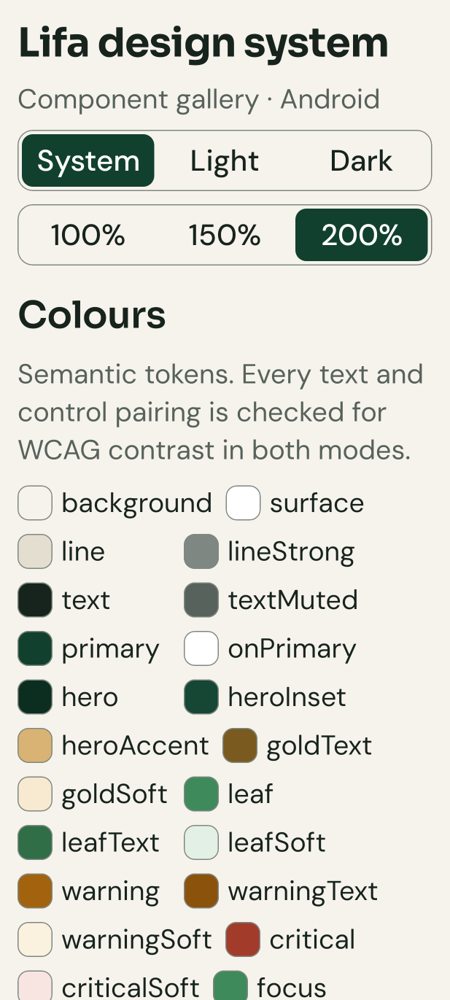 Lifa design system
Component gallery · Android
System Light Dark
100% 150% 200%
Colours
Semantic tokens. Every text and
control pairing is checked for
WCAG contrast in both modes.
background surface
line lineStrong
text textMuted
primary onPrimary
hero heroInset
heroAccent goldText
goldSoft leaf
leafText leafSoft
warning warningText
warningSoft critical
criticalSoft focus